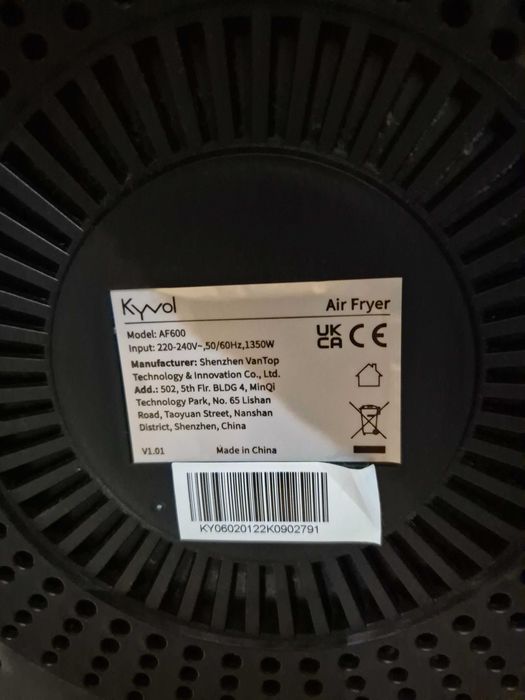 Kyvol
Air Fryer
Model: AF600
Input: 220-240V~,50/60Hz,1350W
UK
CA CE
Manufacturer: Shenzhen VanTop
Technology & Innovation Co., Ltd.
Add.: 502, 5th Flr. BLDG 4, MinQi
Technology Park, No. 65 Lishan
Road, Taoyuan Street, Nanshan
District, Shenzhen, China
V1.01 Made in China
KY06020122K0902791